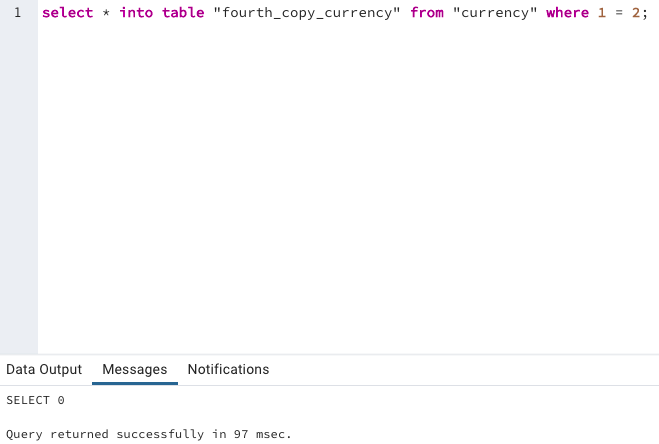 1 select * into table "fourth_copy_currency" from "currency" where 1 = 2;
Data Output Messages Notifications
SELECT 0
Query returned successfully in 97 msec.